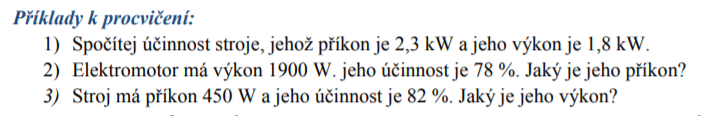 Příklady k procvičení:
1) Spočítej účinnost stroje, jehož příkon je 2,3 kW a jeho výkon je 1,8 kW.
2) Elektromotor má výkon 1900 W. jeho účinnost je 78 %. Jaký je jeho příkon?
3) Stroj má příkon 450 W a jeho účinnost je 82 %. Jaký je jeho výkon?